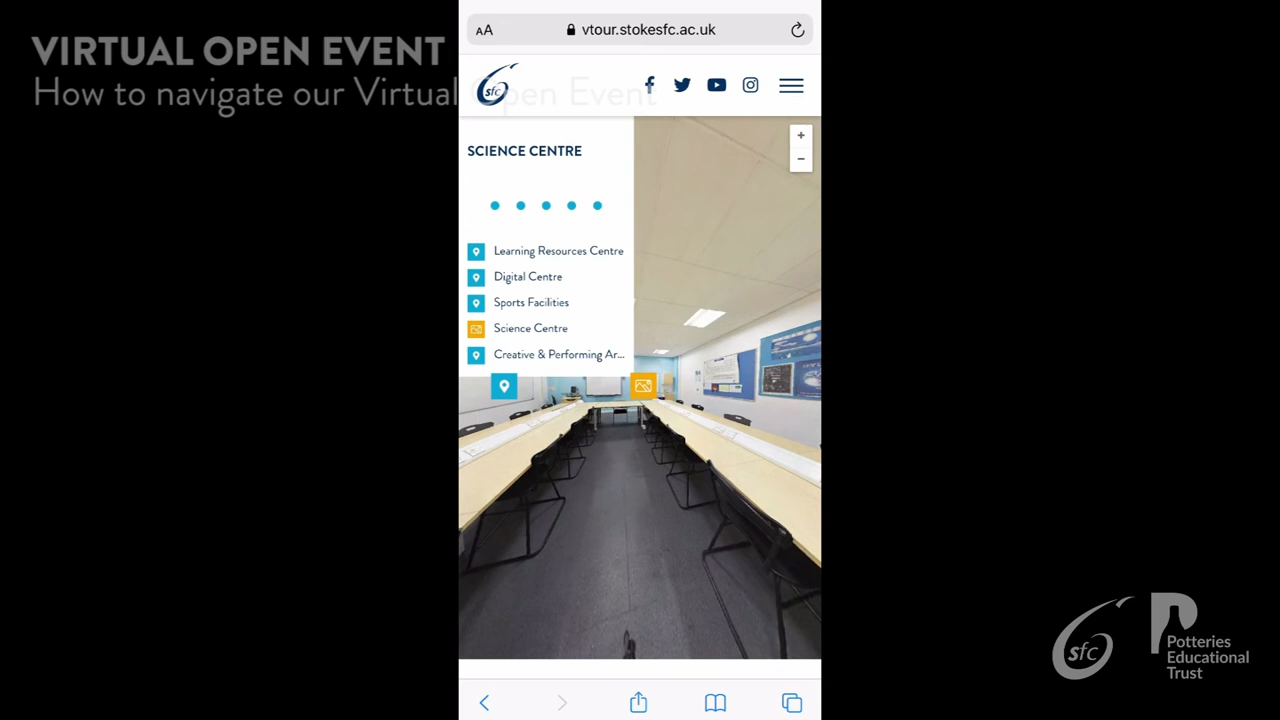 VIRTUAL OPEN EVENT
How to navigate our Virtual Open Event
AA
vtour.stokesfc.ac.uk
sfc
SCIENCE CENTRE
Learning Resources Centre
Digital Centre
Sports Facilities
Science Centre
Creative & Performing Ar...
sfc
Potteries
Educational
Trust